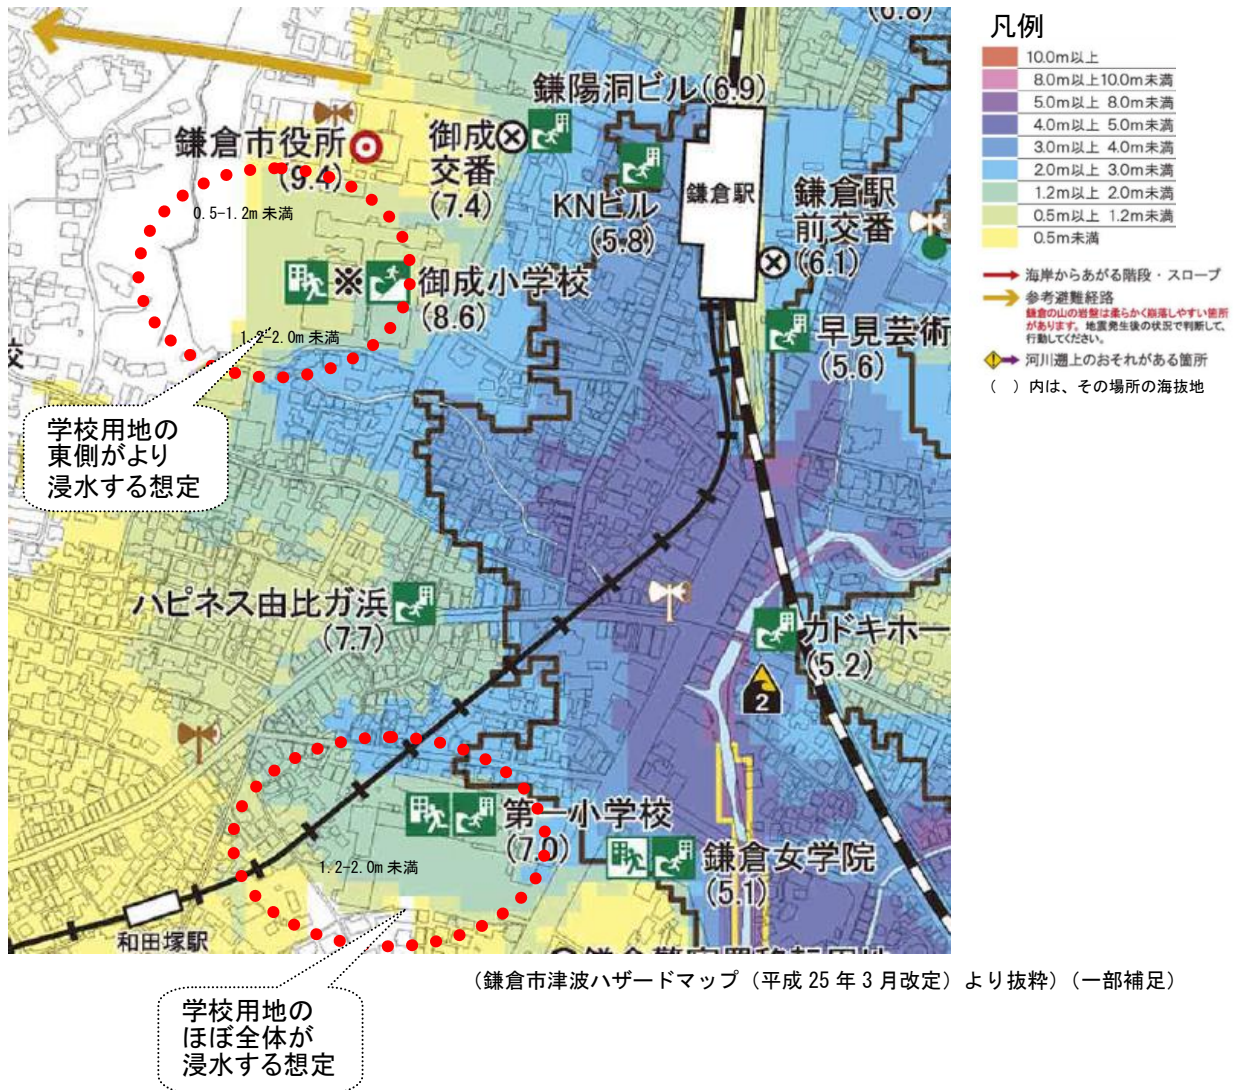 (6.8)
鎌陽洞ビル(6.9)
鎌倉市役所
(9.4)
御成
交番
(7.4)
KNビル
(5.8)
鎌倉駅
鎌倉駅
前交番
(6.1)
0.5-1.2m 未満
※
御成小学校
(8.6)
早見芸術
(5.6)
1.2-2.0m 未満
校
学校用地の
東側がより
浸水する想定
ハピネス由比ガ浜
(7.7)
カドキホー
(5.2)
2
第一小学校
(7.0)
1.2-2.0m 未満
鎌倉女学院
(5.1)
和田塚駅
鎌倉警察署移転用地
学校用地の
ほぼ全体が
浸水する想定
凡例
10.0m以上
8.0m以上10.0m未満
5.0m以上 8.0m未満
4.0m以上 5.0m未満
3.0m以上 4.0m未満
2.0m以上 3.0m未満
1.2m以上 2.0m未満
0.5m以上 1.2m未満
0.5m未満
海岸からあがる階段・スロープ
参考避難経路
鎌倉の山の岩盤は柔らかく崩落しやすい箇所
があります。地震発生後の状況で判断して、
行動してください。
河川遡上のおそれがある箇所
（　）内は、その場所の海抜地
（鎌倉市津波ハザードマップ（平成 25 年 3 月改定）より抜粋）（一部補足）